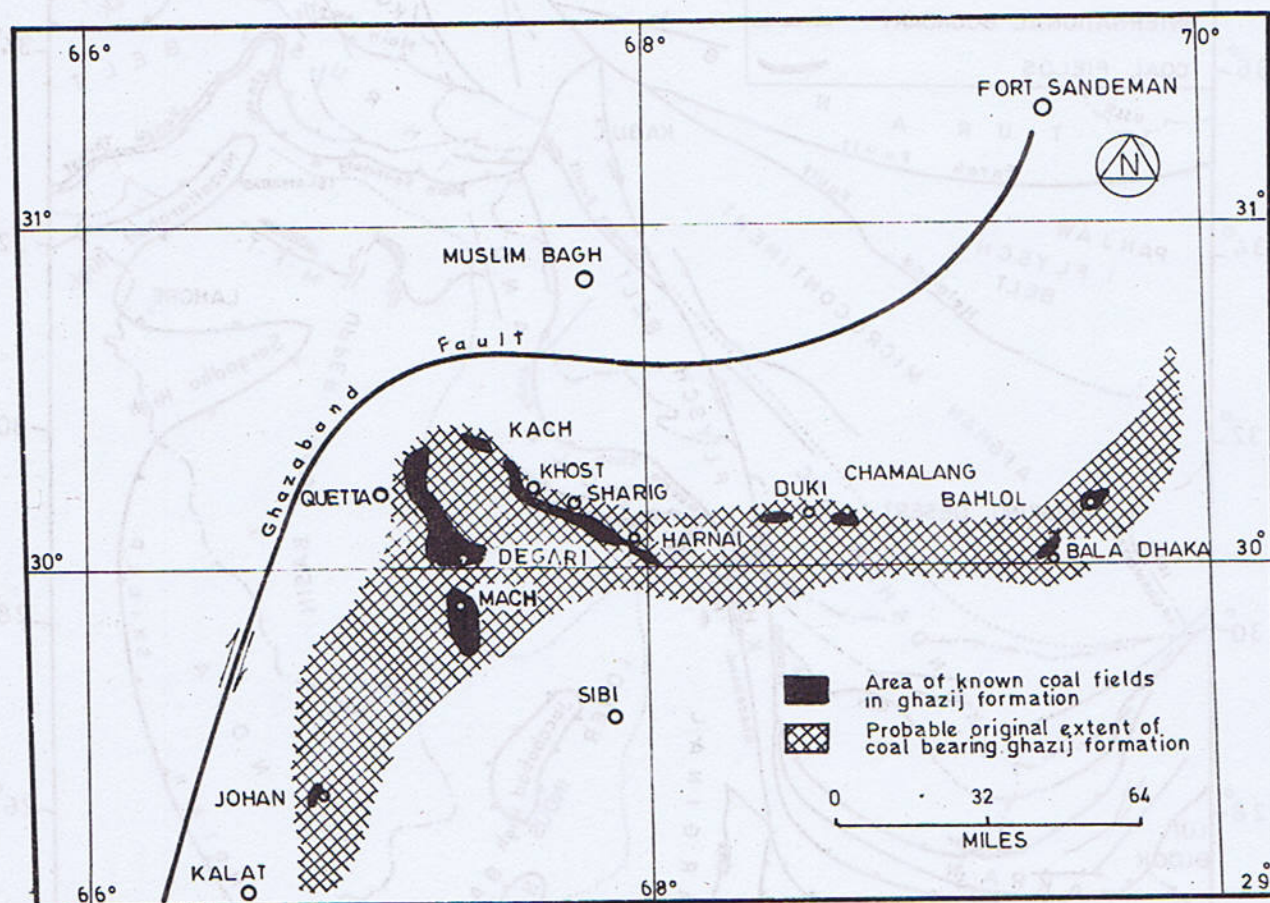 66°
68°
70°
FORT SANDEMAN
N
31°
31°
MUSLIM BAGH
Ghazaband Fault
KACH
QUETTA
KHOST
SHARIG
DUKI
CHAMALANG
BAHLOL
HARNAI
DEGARI
BALA DHAKA
30°
30°
MACH
SIBI
Area of known coal fields
in ghazij formation
Probable original extent of
coal bearing ghazij formation
JOHAN
0 32 64
MILES
KALAT
66°
68°
70°
29°